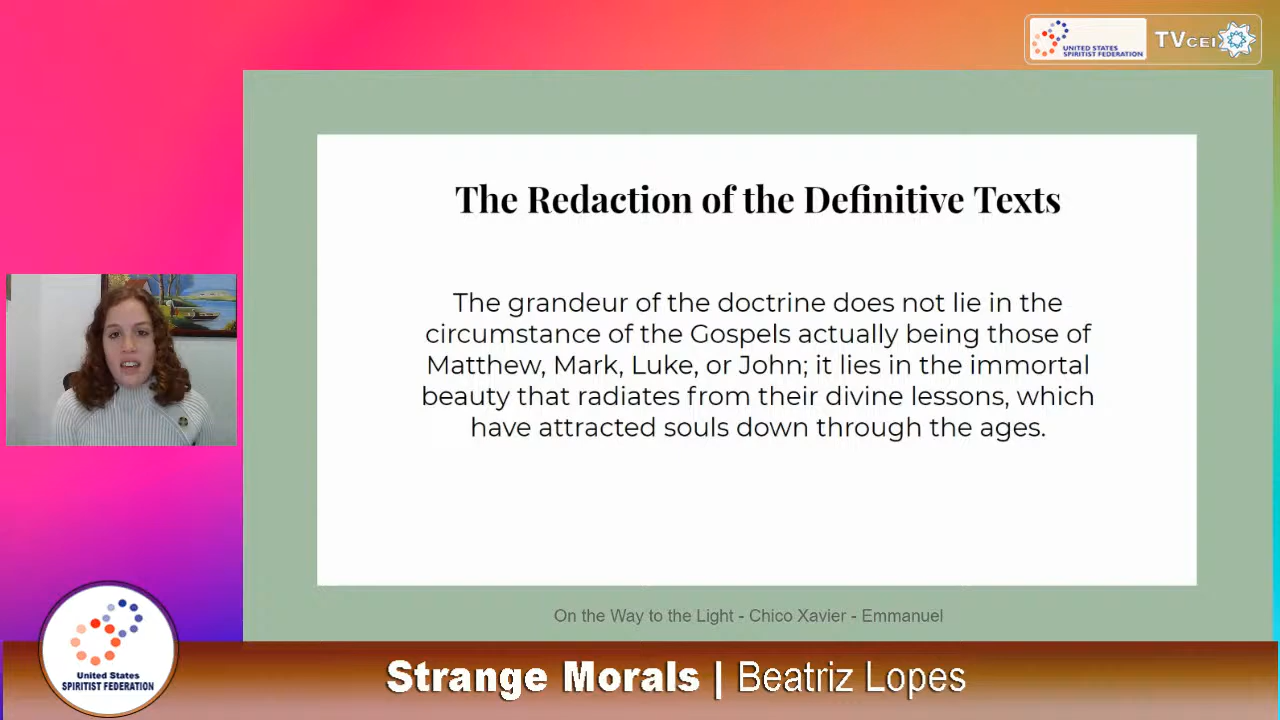 UNITED STATES
SPIRITIST FEDERATION
TVCEI
The Redaction of the Definitive Texts
The grandeur of the doctrine does not lie in the
circumstance of the Gospels actually being those of
Matthew, Mark, Luke, or John; it lies in the immortal
beauty that radiates from their divine lessons, which
have attracted souls down through the ages.
On the Way to the Light - Chico Xavier - Emmanuel
United States
SPIRITIST FEDERATION
Strange Morals | Beatriz Lopes